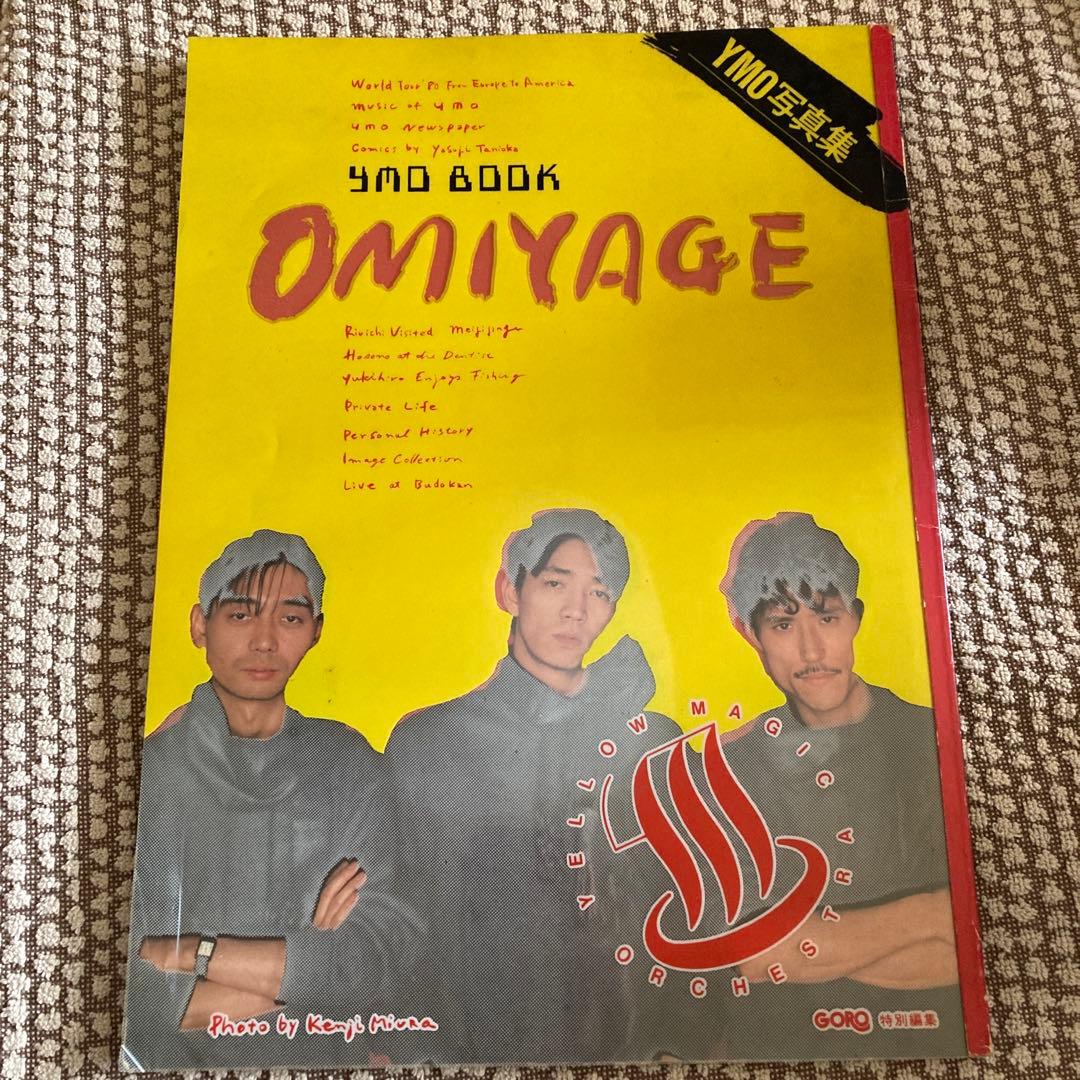 YMO写真集
World Tour '80 From Europe to America
Music of YMO
YMO Newspaper
Comics by Yasuji Tanioka
YMO BOOK
OMIYAGE
Riuichi Visited Meijijingu
Hosono at the Dentist
Yukihiro Enjoys Fishing
Private Life
Personal History
Image Collection
Live at Budokan
YELLOW MAGIC ORCHESTRA
Photo by Kenji Miura
GORO 特別編集